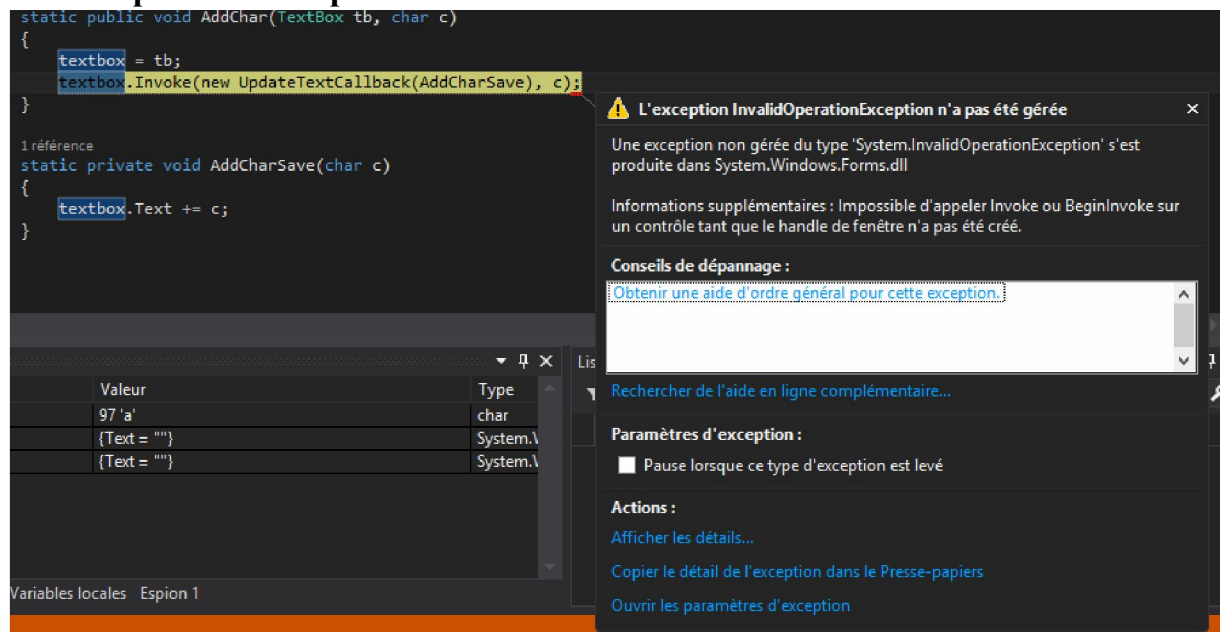 static public void AddChar(TextBox tb, char c)
{
textbox = tb;
textbox.Invoke(new UpdateTextCallback(AddCharSave), c);
}
1 référence
static private void AddCharSave(char c)
{
textbox.Text += c;
}
L'exception InvalidOperationException n'a pas été gérée
Une exception non gérée du type 'System.InvalidOperationException' s'est
produite dans System.Windows.Forms.dll
Informations supplémentaires : Impossible d'appeler Invoke ou BeginInvoke sur
un contrôle tant que le handle de fenêtre n'a pas été créé.
Conseils de dépannage :
Obtenir une aide d'ordre général pour cette exception.
Rechercher de l'aide en ligne complémentaire...
Paramètres d'exception :
Pause lorsque ce type d'exception est levé
Actions :
Afficher les détails...
Copier le détail de l'exception dans le Presse-papiers
Ouvrir les paramètres d'exception
Lis
Valeur Type
97 'a' char
{Text = ""} System.
{Text = ""} System.
Variables locales Espion 1